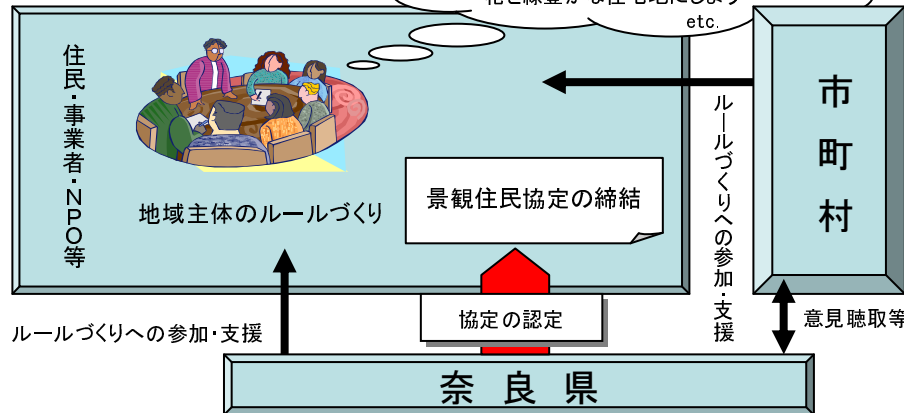 etc.
住民・事業者・NPO等
市町村
ルールづくりへの参加・支援
景観住民協定の締結
地域主体のルールづくり
協定の認定
ルールづくりへの参加・支援
意見聴取等
奈良県